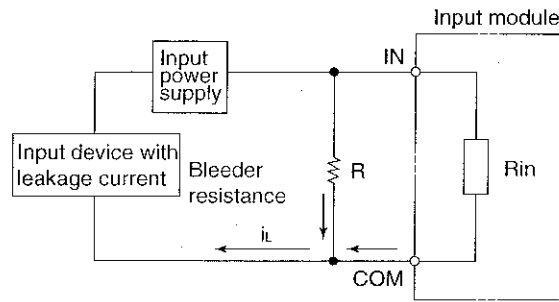 Input module
Input
power
supply
IN
Input device with
leakage current
Bleeder
resistance
R
Rin
iL
COM